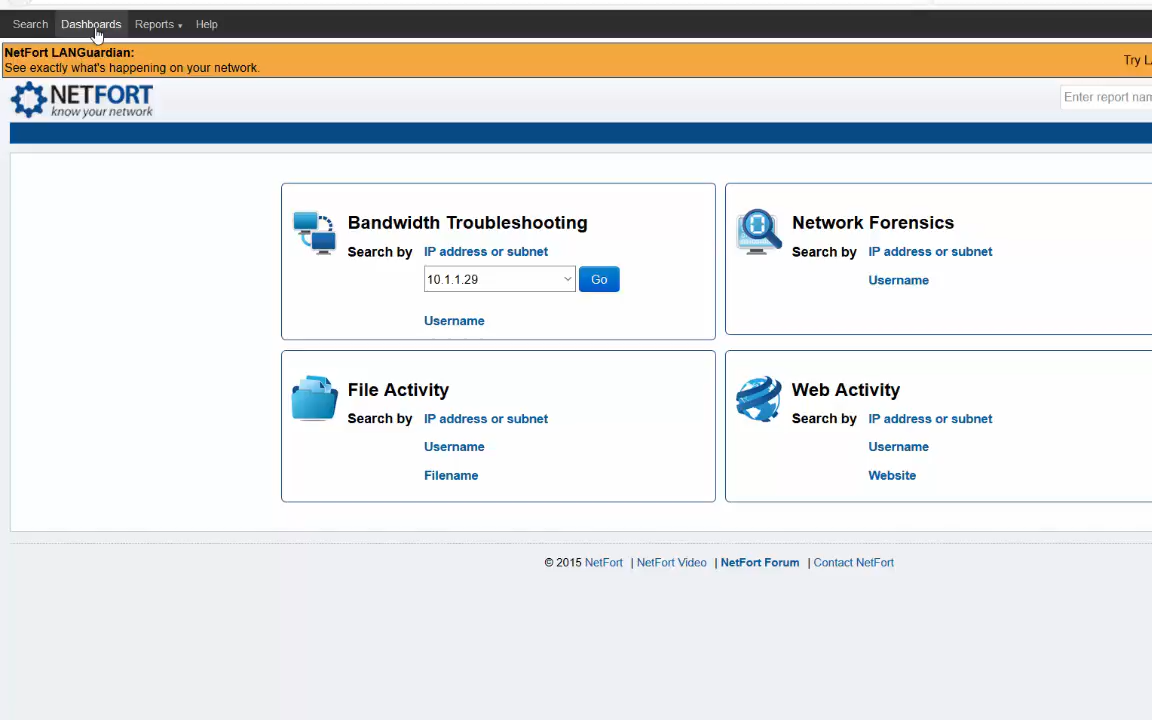 Search Dashboards Reports Help
NetFort LANGuardian:
See exactly what's happening on your network.
Try
NETFORT
know your network
Enter report
Bandwidth Troubleshooting
Search by IP address or subnet
10.1.1.29 Go
Username
Network Forensics
Search by IP address or subnet
Username
File Activity
Search by IP address or subnet
Username
Filename
Web Activity
Search by IP address or subnet
Username
Website
© 2015 NetFort | NetFort Video | NetFort Forum | Contact NetFort